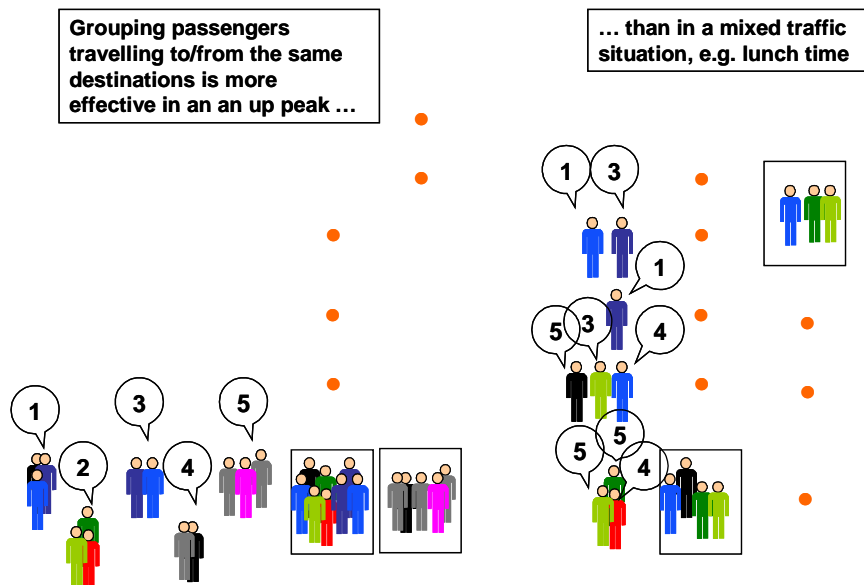 Grouping passengers
travelling to/from the same
destinations is more
effective in an an up peak …
… than in a mixed traffic
situation, e.g. lunch time
1
3
1
5
3
4
1
2
3
4
5
5
5
4